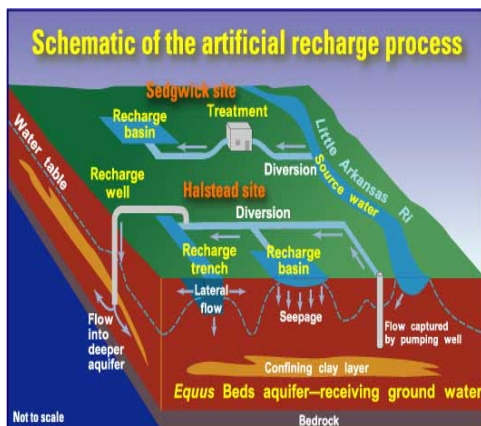 Schematic of the artificial recharge process
Sedgwick site
Treatment
Recharge
basin
Little Arkansas Ri
Source water
Diversion
Water table
Recharge
well
Halstead site
Diversion
Recharge
trench
Recharge
basin
Lateral
flow
Seepage
Flow
into
deeper
aquifer
Flow captured
by pumping well
Confining clay layer
Equus Beds aquifer—receiving ground water
Not to scale
Bedrock